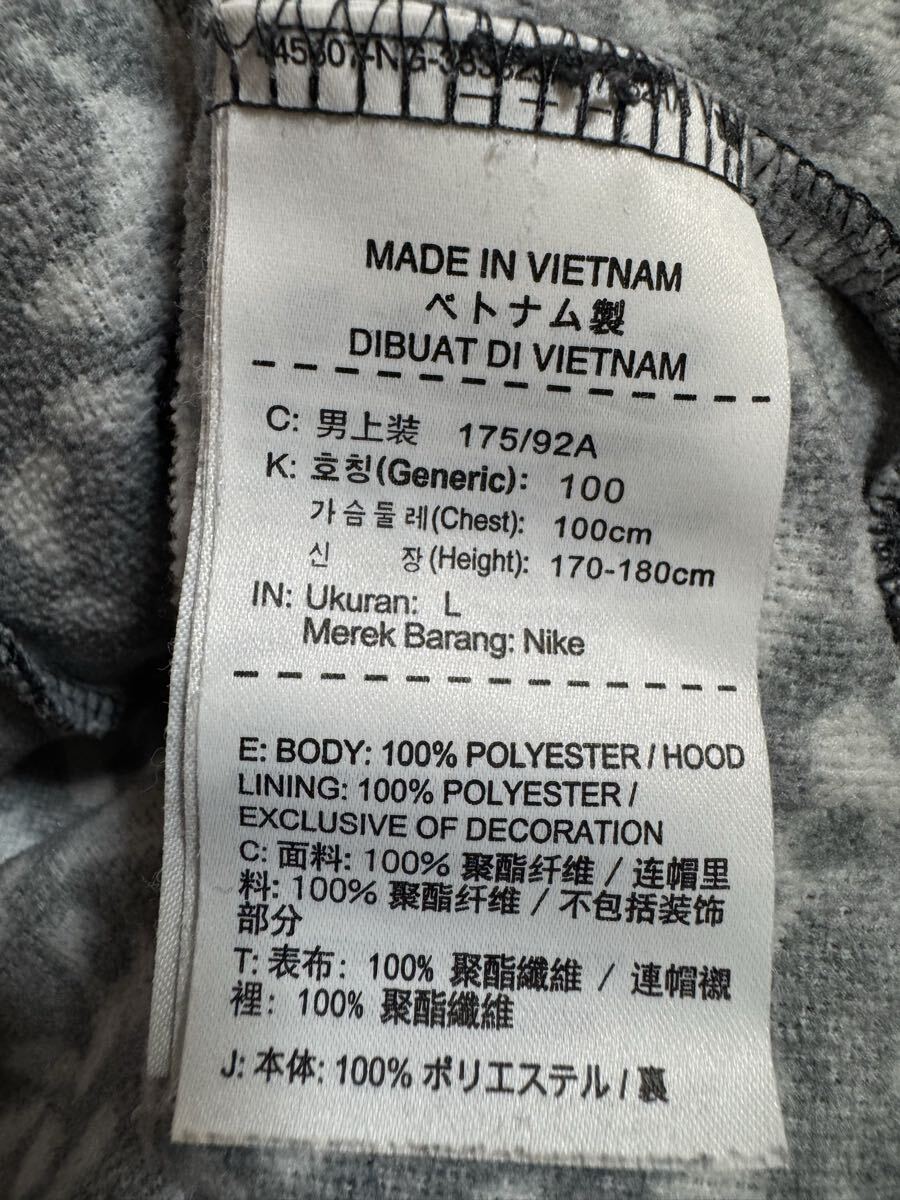 MADE IN VIETNAM
ベトナム製
DIBUAT DI VIETNAM
C: 男上装 175/92A
K: 호칭(Generic): 100
가슴둘레(Chest): 100cm
신 장(Height): 170-180cm
IN: Ukuran: L
Merek Barang: Nike
E: BODY: 100% POLYESTER / HOOD
LINING: 100% POLYESTER /
EXCLUSIVE OF DECORATION
C: 面料: 100% 聚酯纤维 / 连帽里
料: 100% 聚酯纤维 / 不包括装饰
部分
T: 表布: 100% 聚酯纖維 / 連帽襯
裡: 100% 聚酯纖維
J: 本体: 100% ポリエステル / 裏